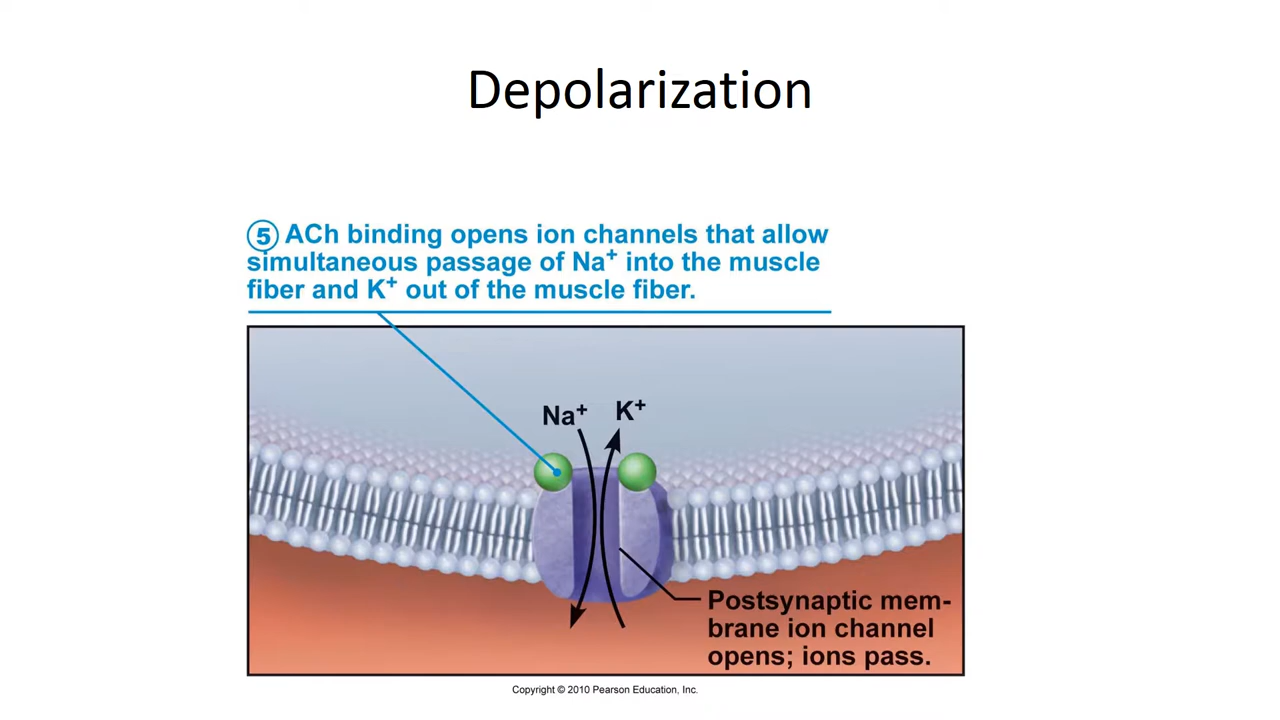 Depolarization
⑤ ACh binding opens ion channels that allow
simultaneous passage of Na⁺ into the muscle
fiber and K⁺ out of the muscle fiber.
Na⁺ K⁺
Postsynaptic mem-
brane ion channel
opens; ions pass.
Copyright © 2010 Pearson Education, Inc.